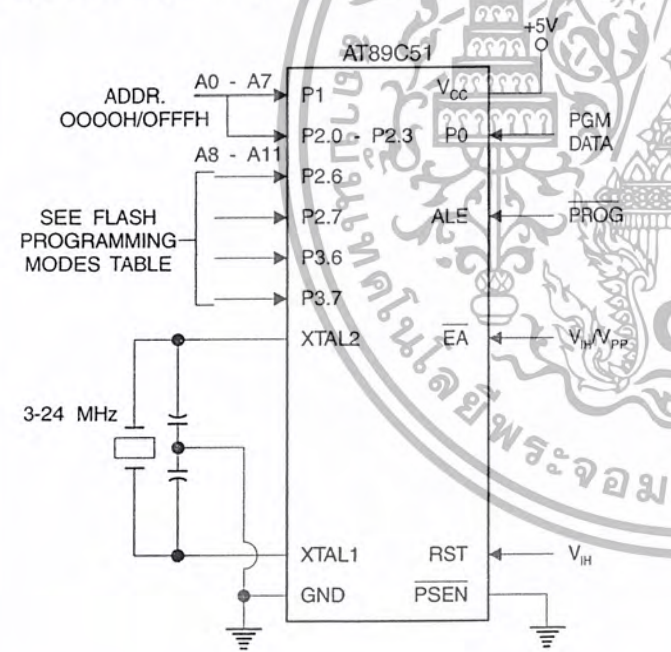 +5V
AT89C51
A0 - A7
ADDR.
OOOOH/OFFFH
P1
VCC
P2.0 - P2.3
P0
PGM
DATA
A8 - A11
P2.6
SEE FLASH
PROGRAMMING
MODES TABLE
P2.7
ALE
PROG
P3.6
P3.7
XTAL2
EA
VIH/VPP
3-24 MHz
XTAL1
RST
VIH
GND
PSEN